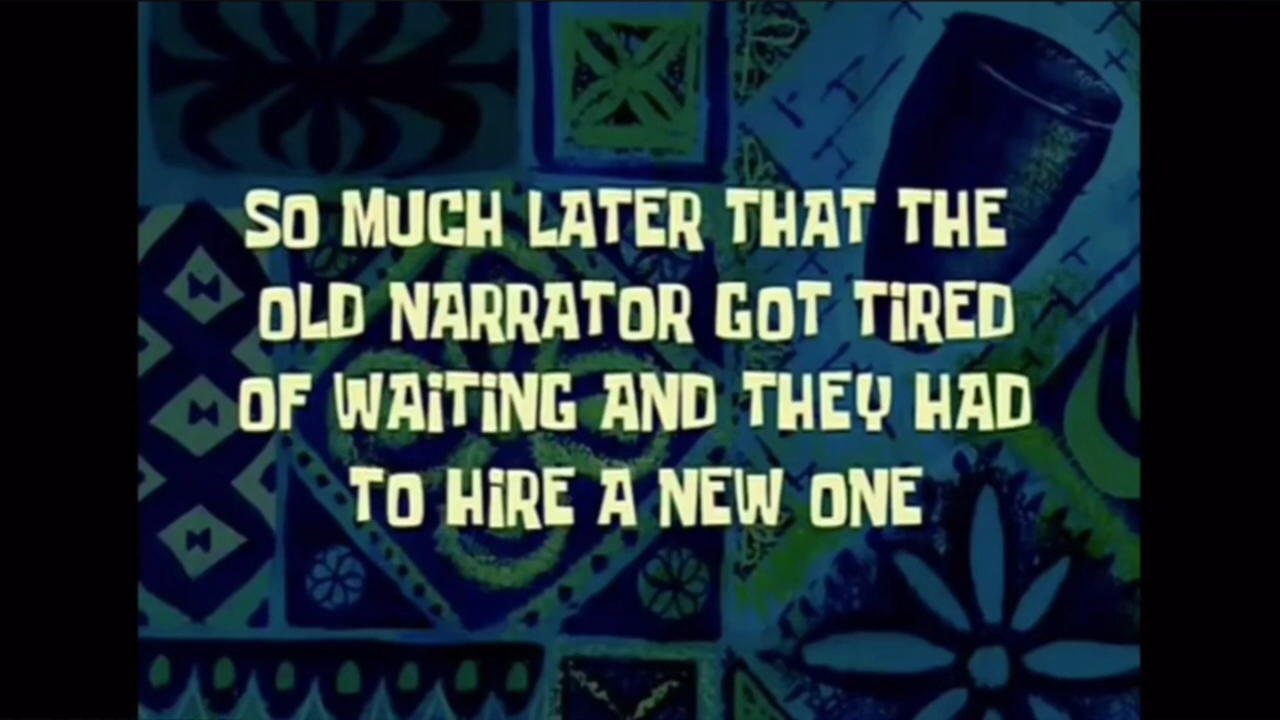 SO MUCH LATER THAT THE
OLD NARRATOR GOT TiRED
OF WAiTiNG AND THEY HAD
TO HiRE A NEW ONE